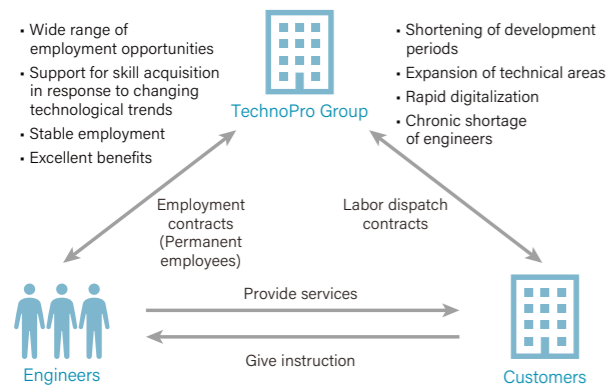 • Wide range of
employment opportunities
• Support for skill acquisition
in response to changing
technological trends
• Stable employment
• Excellent benefits
TechnoPro Group
• Shortening of development
periods
• Expansion of technical areas
• Rapid digitalization
• Chronic shortage
of engineers
Employment
contracts
(Permanent
employees)
Labor dispatch
contracts
Provide services
Give instruction
Engineers
Customers